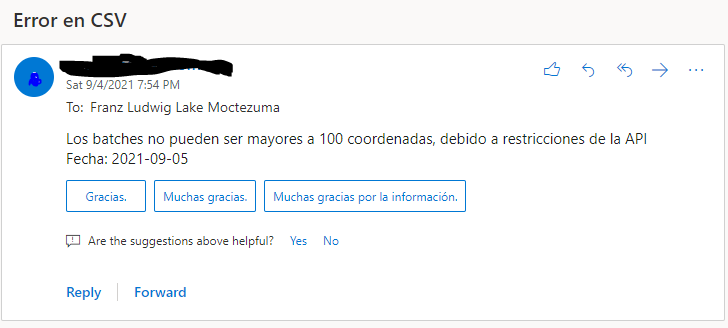 Error en CSV
Sat 9/4/2021 7:54 PM
To: Franz Ludwig Lake Moctezuma
Los batches no pueden ser mayores a 100 coordenadas, debido a restricciones de la API
Fecha: 2021-09-05
Gracias. Muchas gracias. Muchas gracias por la información.
Are the suggestions above helpful? Yes No
Reply Forward